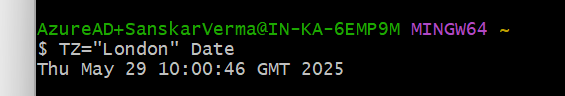 AzureAD+SanskarVerma@IN-KA-6EMP9M MINGW64 ~
$ TZ="London" Date
Thu May 29 10:00:46 GMT 2025